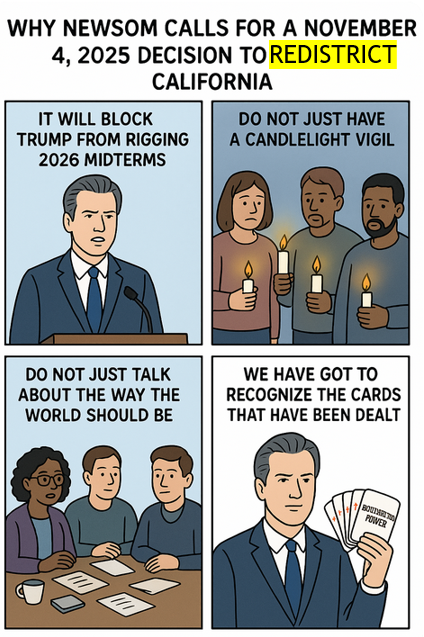 WHY NEWSOM CALLS FOR A NOVEMBER
4, 2025 DECISION TO REDISTRICT
CALIFORNIA
IT WILL BLOCK
TRUMP FROM RIGGING
2026 MIDTERMS
DO NOT JUST HAVE
A CANDLELIGHT VIGIL
DO NOT JUST TALK
ABOUT THE WAY THE
WORLD SHOULD BE
WE HAVE GOT TO
RECOGNIZE THE CARDS
THAT HAVE BEEN DEALT
POWER